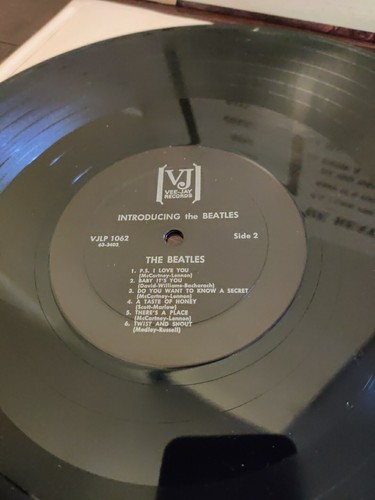 VJ
VEE-JAY
RECORDS
INTRODUCING the BEATLES
VJLP 1062
63-3403
Side 2
THE BEATLES
1. P.S. I LOVE YOU
(McCartney-Lennon)
2. BABY IT'S YOU
(David-Williams-Bacharach)
3. DO YOU WANT TO KNOW A SECRET
(McCartney-Lennon)
4. A TASTE OF HONEY
(Scott-Marlow)
5. THERE'S A PLACE
(McCartney-Lennon)
6. TWIST AND SHOUT
(Medley-Russell)